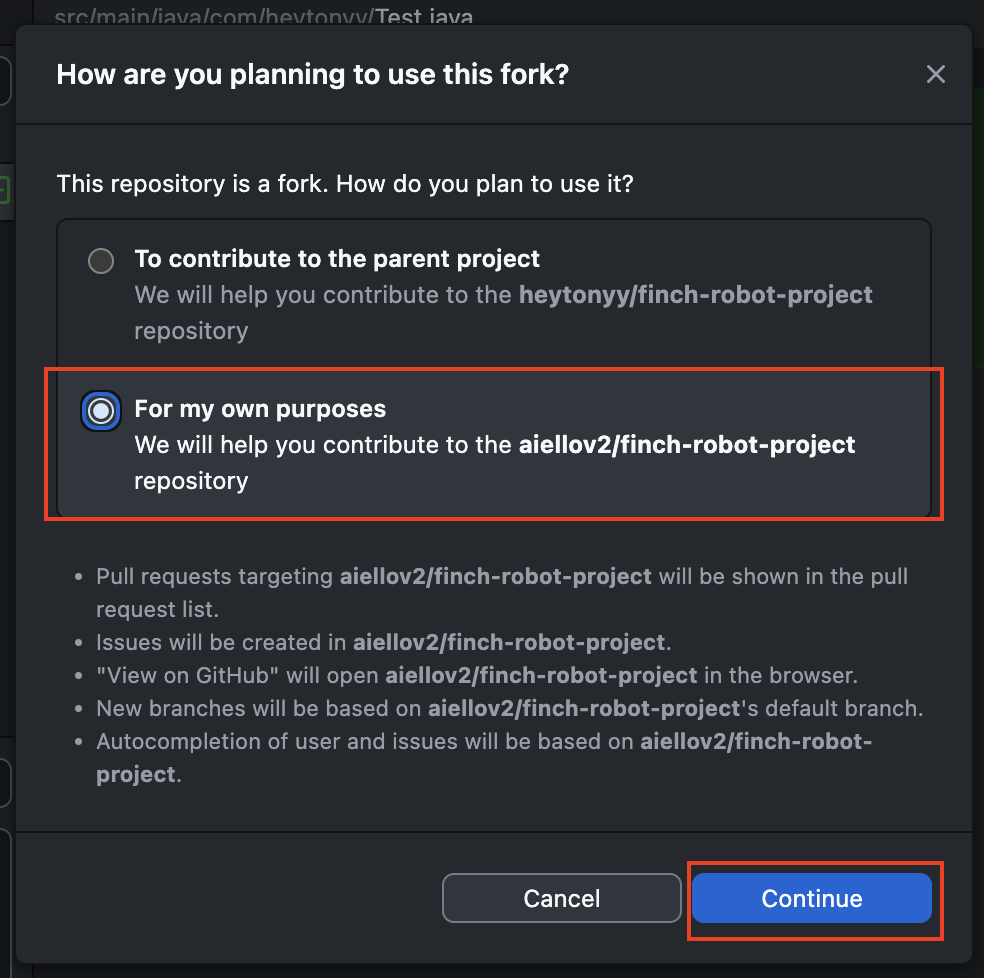 src/main/java/com/heytonyy/Test.java
How are you planning to use this fork?
This repository is a fork. How do you plan to use it?
To contribute to the parent project
We will help you contribute to the heytonyy/finch-robot-project
repository
For my own purposes
We will help you contribute to the aiellov2/finch-robot-project
repository
• Pull requests targeting aiellov2/finch-robot-project will be shown in the pull
request list.
• Issues will be created in aiellov2/finch-robot-project.
• "View on GitHub" will open aiellov2/finch-robot-project in the browser.
• New branches will be based on aiellov2/finch-robot-project's default branch.
• Autocompletion of user and issues will be based on aiellov2/finch-robot-
project.
Cancel
Continue